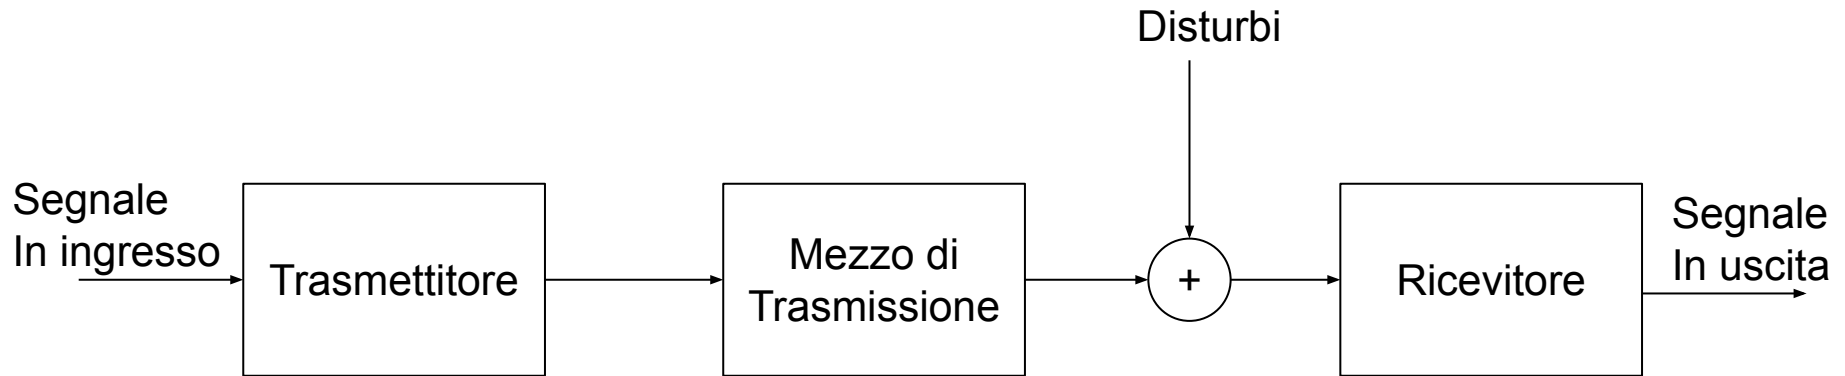 Disturbi
Segnale
In ingresso
Trasmettitore
Mezzo di
Trasmissione
+
Ricevitore
Segnale
In uscita